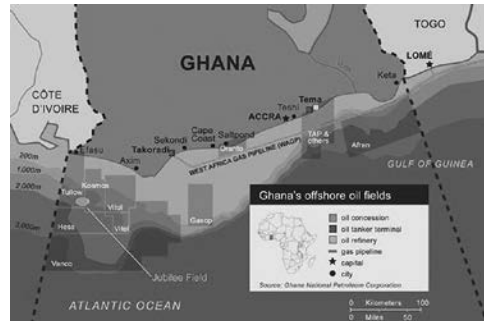 TOGO
GHANA
LOMÉ
Keta
CÔTE
D'IVOIRE
Tema
Teshi
ACCRA
Cape
Coast
Saltpond
Sekondi
Takoradi
Axim
Efasu
Oranto
TAP &
others
Afren
WEST AFRICA GAS PIPELINE (WAGP)
GULF OF GUINEA
200m
1,000m
2,000m
3,000m
Kosmos
Tullow
Vitol
Hess
Vitol
Gasop
Vanco
Jubilee Field
ATLANTIC OCEAN
Ghana's offshore oil fields
oil concession
oil tanker terminal
oil refinery
gas pipeline
capital
city
Source: Ghana National Petroleum Corporation
0 Kilometers 100
0 Miles 50